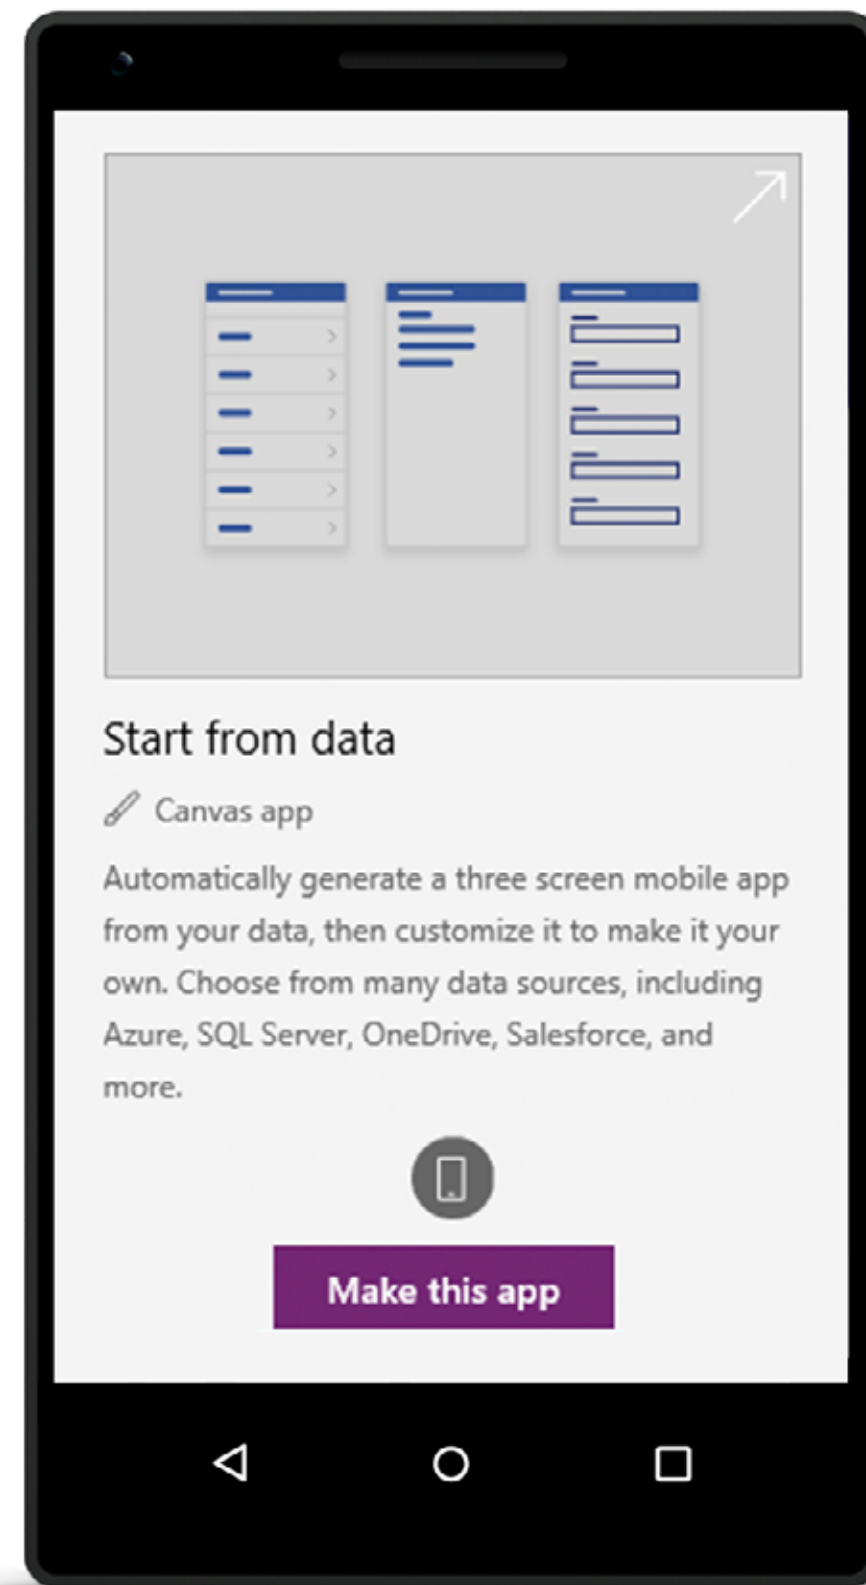 Start from data
Canvas app
Automatically generate a three screen mobile app
from your data, then customize it to make it your
own. Choose from many data sources, including
Azure, SQL Server, OneDrive, Salesforce, and
more.
Make this app